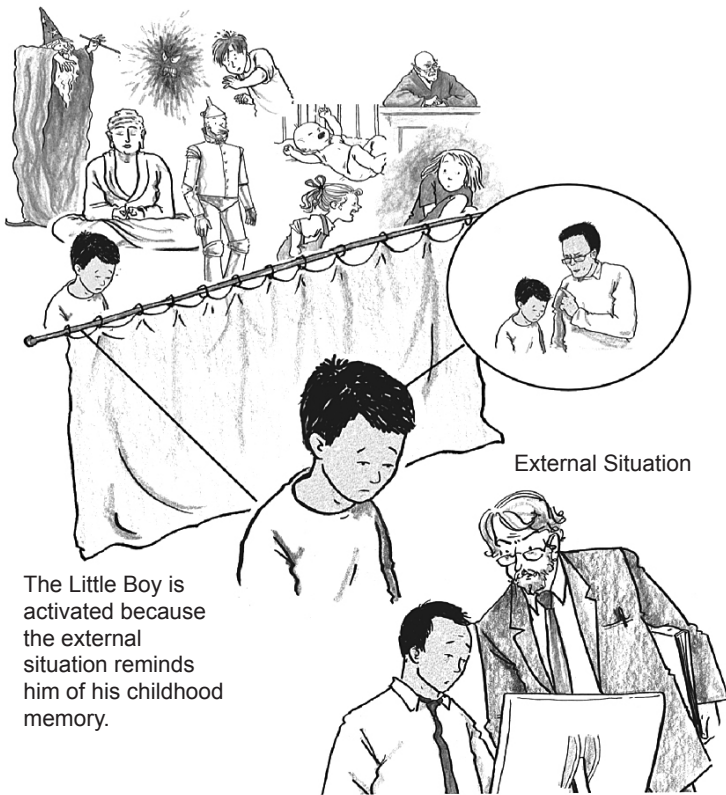 External Situation
The Little Boy is
activated because
the external
situation reminds
him of his childhood
memory.